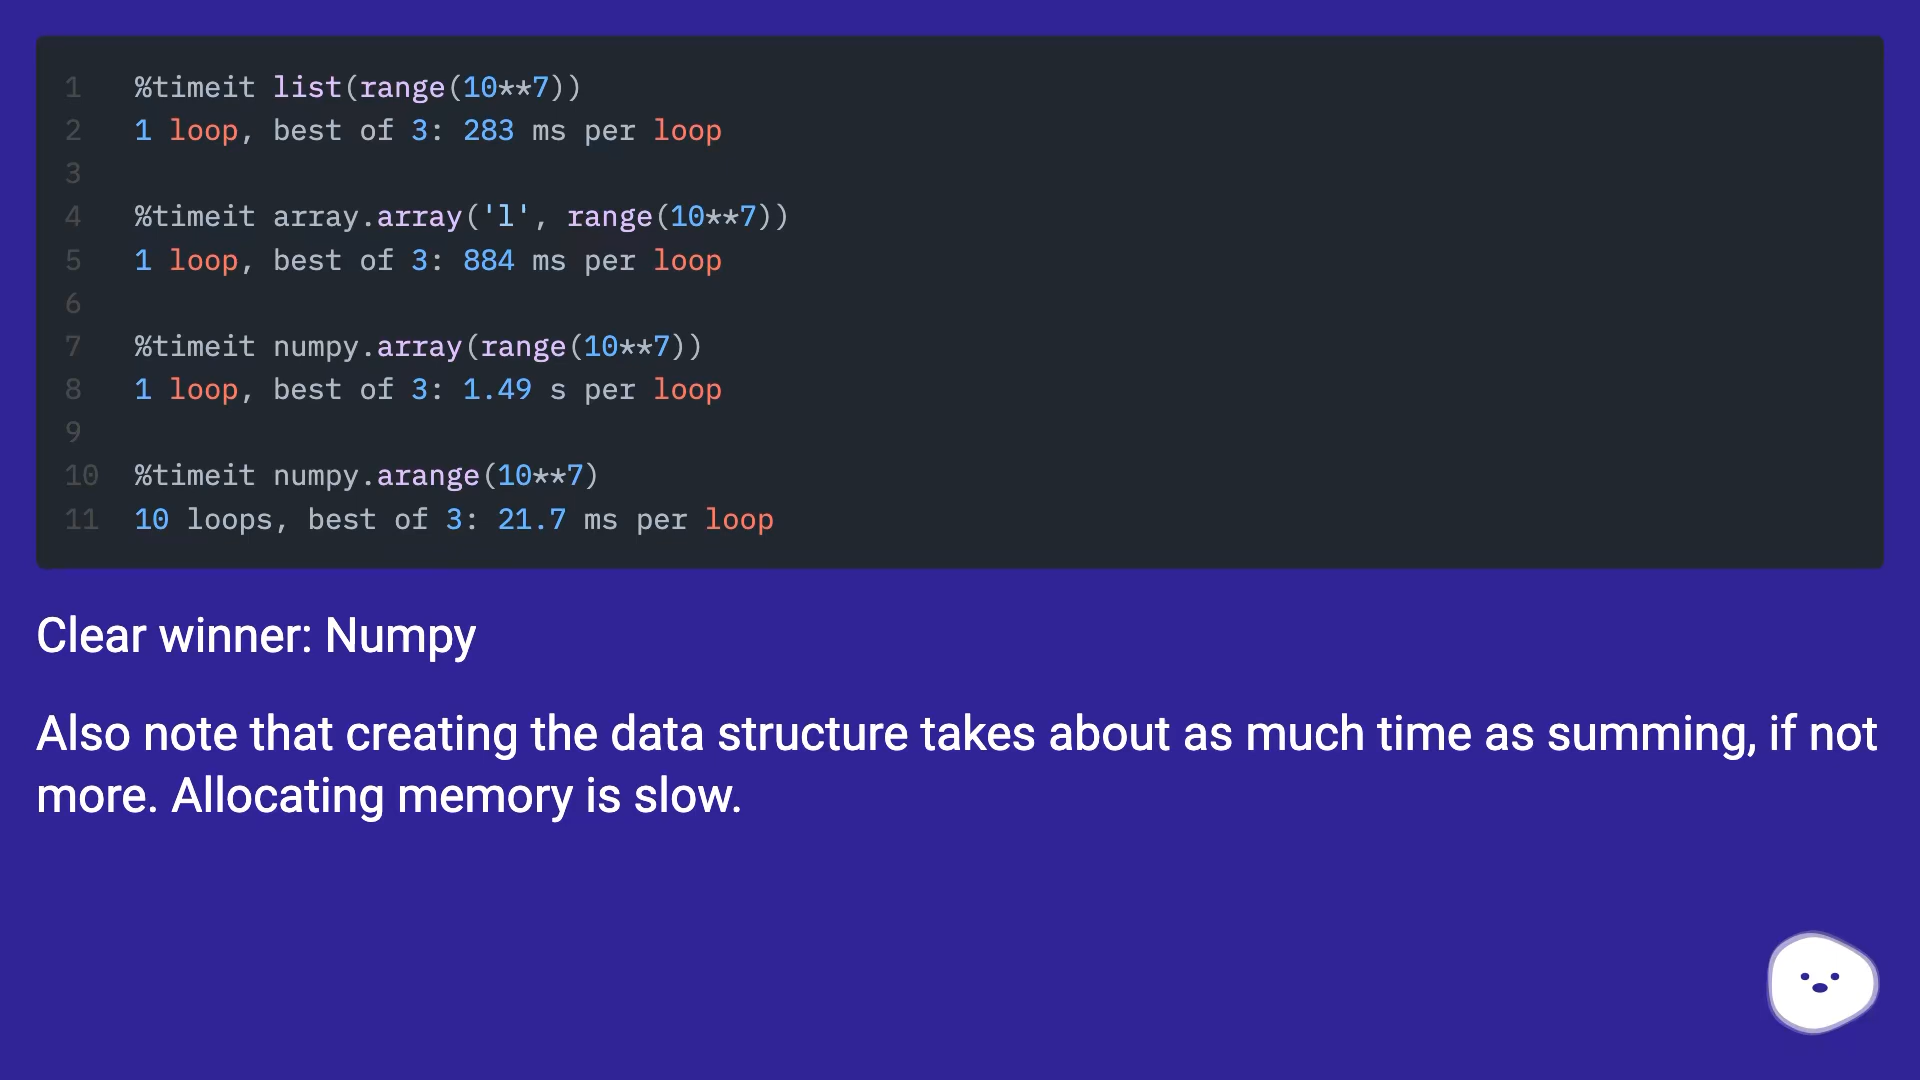 1 %timeit list(range(10**7))
2 1 loop, best of 3: 283 ms per loop
3
4 %timeit array.array('l', range(10**7))
5 1 loop, best of 3: 884 ms per loop
6
7 %timeit numpy.array(range(10**7))
8 1 loop, best of 3: 1.49 s per loop
9
10 %timeit numpy.arange(10**7)
11 10 loops, best of 3: 21.7 ms per loop
Clear winner: Numpy
Also note that creating the data structure takes about as much time as summing, if not
more. Allocating memory is slow.